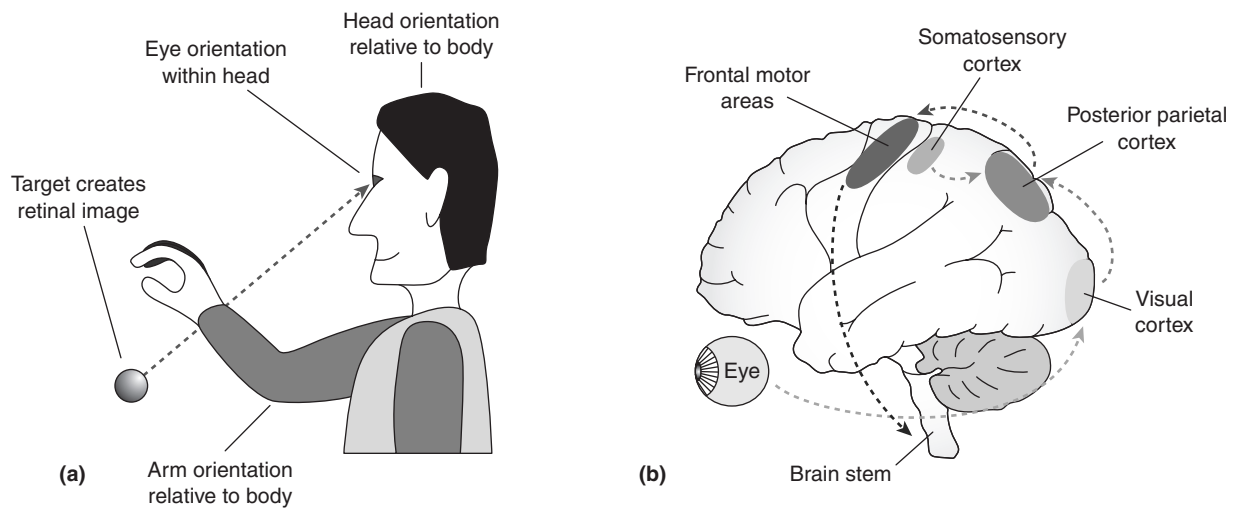 Head orientation
relative to body
Eye orientation
within head
Target creates
retinal image
Arm orientation
relative to body
(a)
Somatosensory
cortex
Frontal motor
areas
Posterior parietal
cortex
Visual
cortex
Eye
Brain stem
(b)